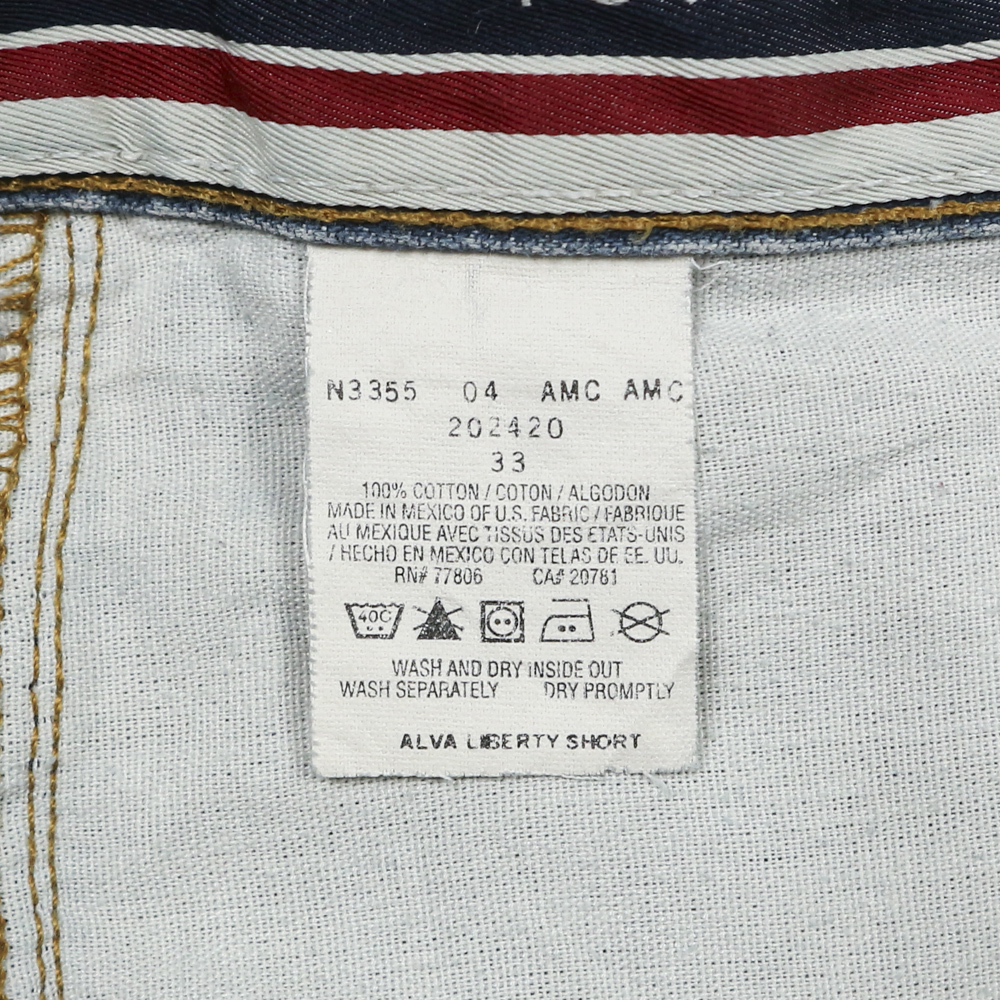 N3355 04 AMC AMC
202420
33
100% COTTON / COTON / ALGODON
MADE IN MEXICO OF U.S. FABRIC / FABRIQUE
AU MEXIQUE AVEC TISSUS DES ETATS-UNIS
/ HECHO EN MEXICO CON TELAS DE EE. UU.
RN# 77806 CA# 20781
40C
WASH AND DRY INSIDE OUT
WASH SEPARATELY DRY PROMPTLY
ALVA LIBERTY SHORT